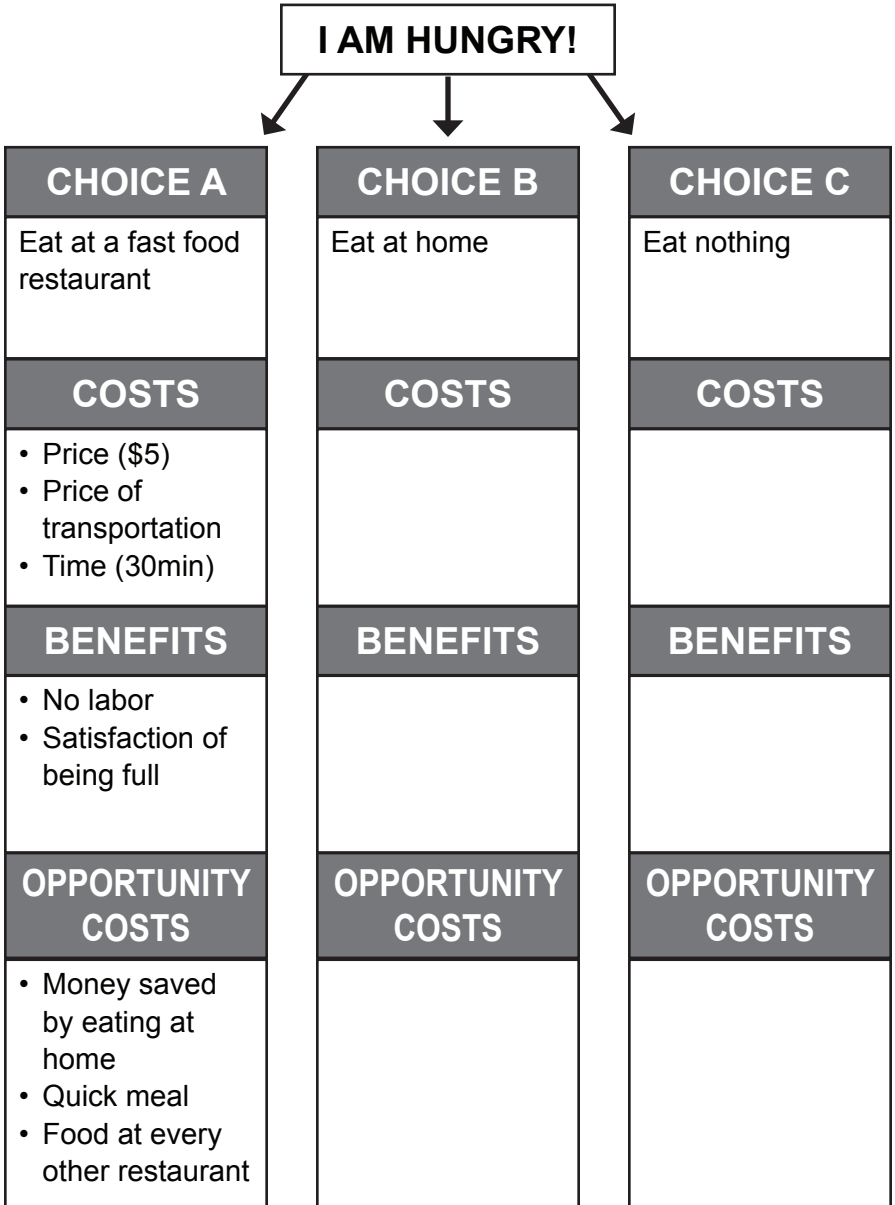 I AM HUNGRY!
CHOICE A
Eat at a fast food
restaurant
COSTS
• Price ($5)
• Price of
transportation
• Time (30min)
BENEFITS
• No labor
• Satisfaction of
being full
OPPORTUNITY
COSTS
• Money saved
by eating at
home
• Quick meal
• Food at every
other restaurant
CHOICE B
Eat at home
COSTS
BENEFITS
OPPORTUNITY
COSTS
CHOICE C
Eat nothing
COSTS
BENEFITS
OPPORTUNITY
COSTS